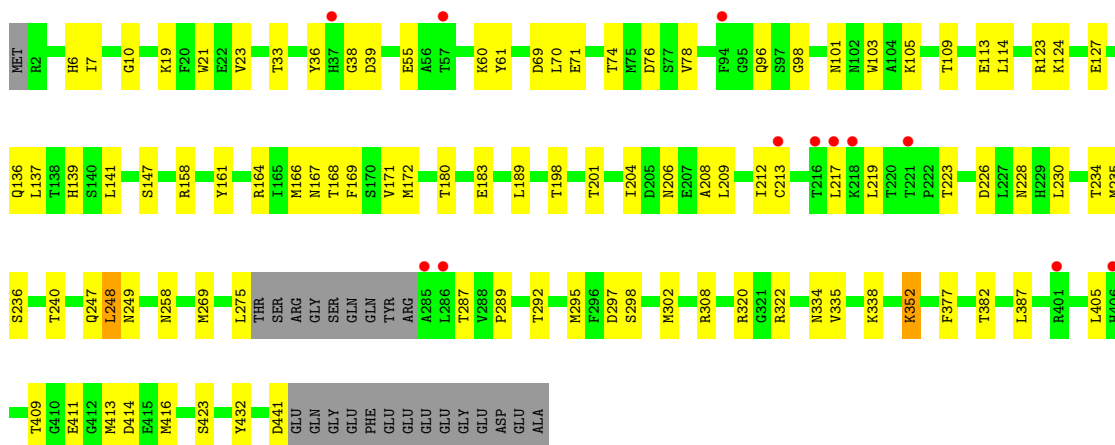 MET R2 H6 I7 G10 K19 F20 W21 E22 V23 T33 Y36 H37 G38 D39 E55 A56 T57 K60 Y61 D69 L70 E71 T74 M75 D76 S77 V78 F94 G95 Q96 S97 G98 N101 N102 W103 A104 K105 T109 E113 L114 R123 K124 E127
Q136 L137 T138 H139 S140 L141 S147 R158 Y161 R164 I165 M166 N167 T168 F169 S170 V171 M172 T180 E183 L189 T198 T201 I204 D205 N206 E207 A208 L209 I212 C213 T216 L217 K218 L219 T220 T221 P222 T223 D226 L227 N228 H229 L230 T234 M235
S236 T240 Q247 L248 N249 N258 M269 L275 THR SER ARG GLY SER GLN GLN TYR ARG A285 L286 T287 V288 P289 T292 M295 F296 D297 S298 M302 R308 R320 G321 R322 N334 V335 K338 K352 F377 T382 L387 R401 L405 H406
T409 G410 E411 G412 M413 D414 E415 M416 S423 Y432 D441 GLU GLN GLY GLU PHE GLU GLU GLU GLU GLY GLU ASP GLU ALA